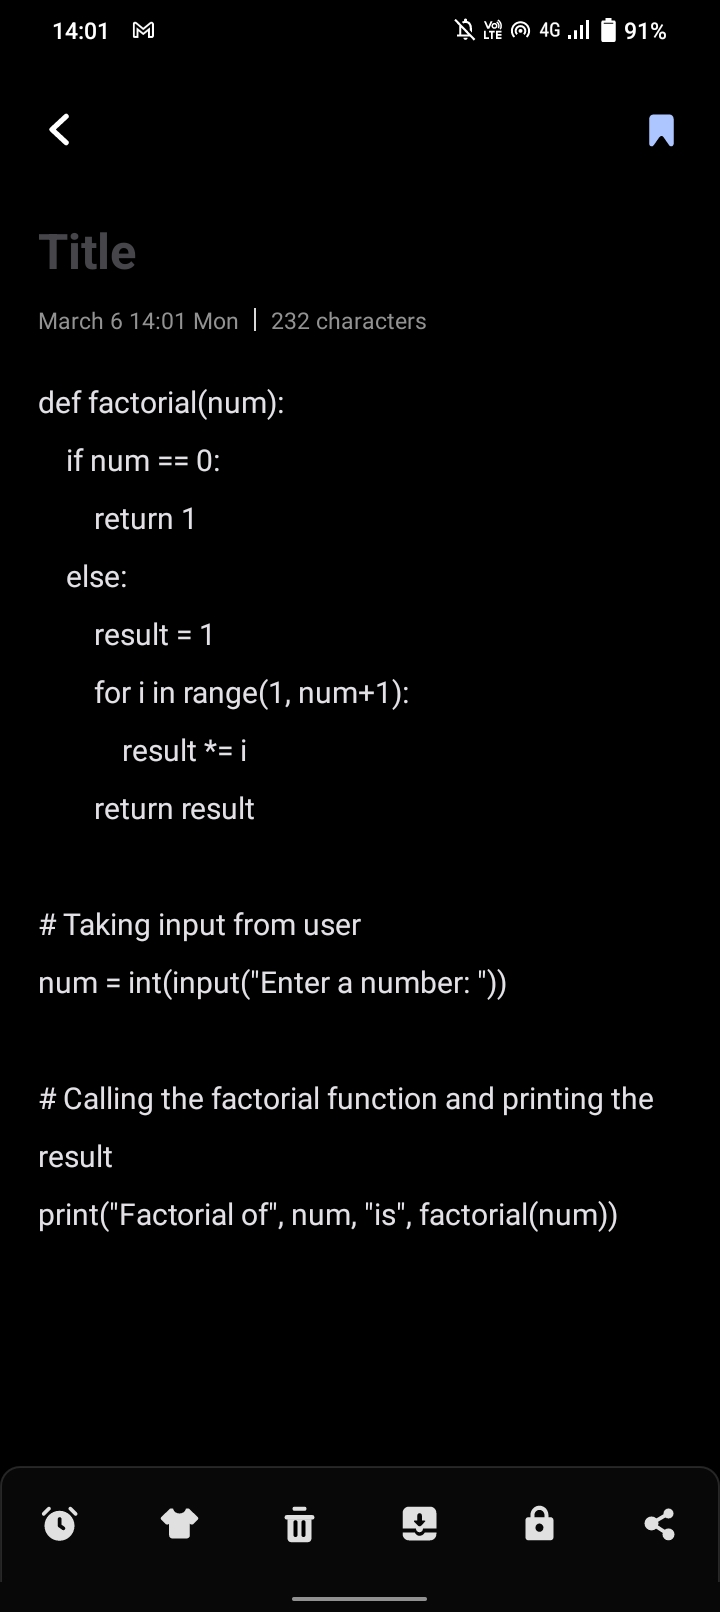 14:01 Vo) LTE 4G 91%
Title
March 6 14:01 Mon | 232 characters
def factorial(num):
    if num == 0:
        return 1
    else:
        result = 1
        for i in range(1, num+1):
            result *= i
        return result
# Taking input from user
num = int(input("Enter a number: "))
# Calling the factorial function and printing the
result
print("Factorial of", num, "is", factorial(num))